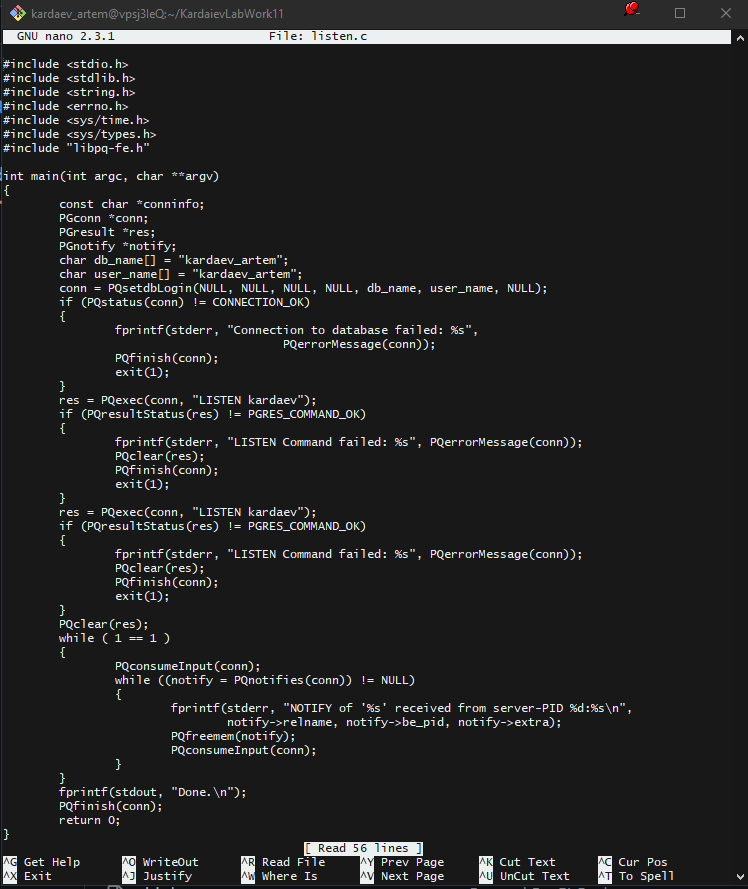 kardaev_artem@vpsj3leQ:~/KardaievLabWork11
GNU nano 2.3.1 File: listen.c
#include <stdio.h>
#include <stdlib.h>
#include <string.h>
#include <errno.h>
#include <sys/time.h>
#include <sys/types.h>
#include "libpq-fe.h"
int main(int argc, char **argv)
{
const char *conninfo;
PGconn *conn;
PGresult *res;
PGnotify *notify;
char db_name[] = "kardaev_artem";
char user_name[] = "kardaev_artem";
conn = PQsetdbLogin(NULL, NULL, NULL, NULL, db_name, user_name, NULL);
if (PQstatus(conn) != CONNECTION_OK)
{
fprintf(stderr, "Connection to database failed: %s",
PQerrorMessage(conn));
PQfinish(conn);
exit(1);
}
res = PQexec(conn, "LISTEN kardaev");
if (PQresultStatus(res) != PGRES_COMMAND_OK)
{
fprintf(stderr, "LISTEN Command failed: %s", PQerrorMessage(conn));
PQclear(res);
PQfinish(conn);
exit(1);
}
res = PQexec(conn, "LISTEN kardaev");
if (PQresultStatus(res) != PGRES_COMMAND_OK)
{
fprintf(stderr, "LISTEN Command failed: %s", PQerrorMessage(conn));
PQclear(res);
PQfinish(conn);
exit(1);
}
PQclear(res);
while ( 1 == 1 )
{
PQconsumeInput(conn);
while ((notify = PQnotifies(conn)) != NULL)
{
fprintf(stderr, "NOTIFY of '%s' received from server-PID %d:%s\n",
notify->relname, notify->be_pid, notify->extra);
PQfreemem(notify);
PQconsumeInput(conn);
}
}
fprintf(stdout, "Done.\n");
PQfinish(conn);
return 0;
}
[ Read 56 lines ]
^G Get Help ^O WriteOut ^R Read File ^Y Prev Page ^K Cut Text ^C Cur Pos
^X Exit ^J Justify ^W Where Is ^V Next Page ^U UnCut Text ^T To Spell